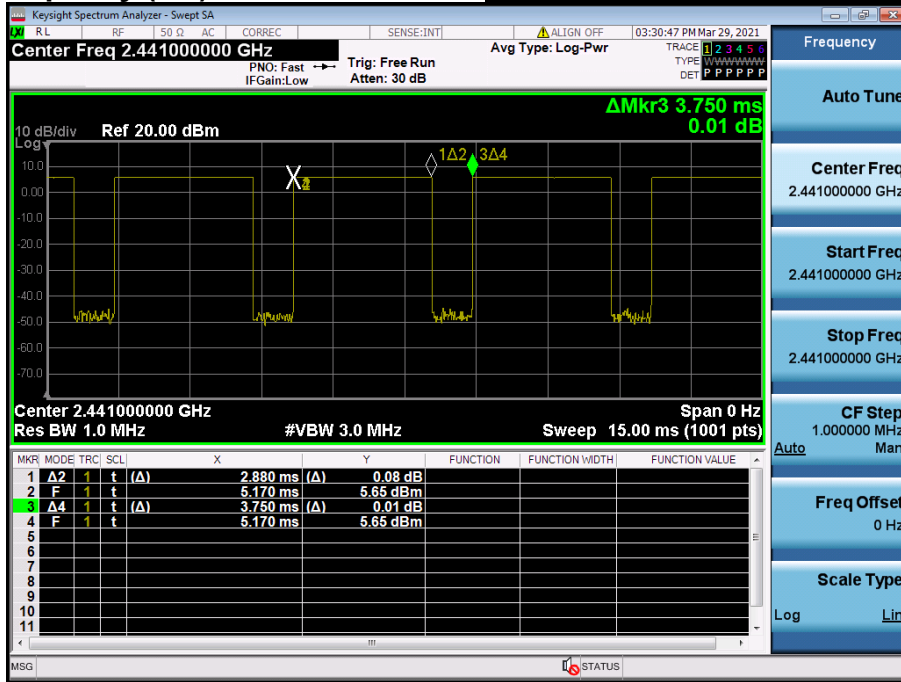 Keysight Spectrum Analyzer - Swept SA
LXI RL RF 50 Ω AC CORREC SENSE:INT ALIGN OFF 03:30:47 PM Mar 29, 2021
Center Freq 2.441000000 GHz Avg Type: Log-Pwr TRACE 1 2 3 4 5 6
PNO: Fast Trig: Free Run TYPE WWWWWW
IFGain:Low Atten: 30 dB DET P P P P P P
ΔMkr3 3.750 ms
10 dB/div Ref 20.00 dBm 0.01 dB
Log
1Δ2 3Δ4
10.0
X 2
0.00
-10.0
-20.0
-30.0
-40.0
-50.0
-60.0
-70.0
Center 2.441000000 GHz Span 0 Hz
Res BW 1.0 MHz #VBW 3.0 MHz Sweep 15.00 ms (1001 pts)
MKR MODE TRC SCL X Y FUNCTION FUNCTION WIDTH FUNCTION VALUE
1 Δ2 1 t (Δ) 2.880 ms (Δ) 0.08 dB
2 F 1 t 5.170 ms 5.65 dBm
3 Δ4 1 t (Δ) 3.750 ms (Δ) 0.01 dB
4 F 1 t 5.170 ms 5.65 dBm
5
6
7
8
9
10
11
MSG STATUS
Frequency
Auto Tune
Center Freq
2.441000000 GHz
Start Freq
2.441000000 GHz
Stop Freq
2.441000000 GHz
CF Step
1.000000 MHz
Auto Man
Freq Offset
0 Hz
Scale Type
Log Lin